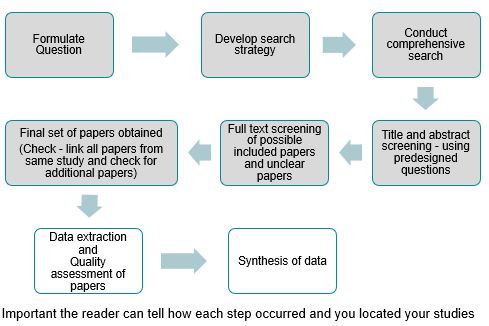 Formulate
Question
Develop search
strategy
Conduct
comprehensive
search
Title and abstract
screening - using
predesigned
questions
Full text screening
of possible
included papers
and unclear
papers
Final set of papers obtained
(Check - link all papers from
same study and check for
additional papers)
Data extraction
and
Quality
assessment of
papers
Synthesis of data
Important the reader can tell how each step occurred and you located your studies